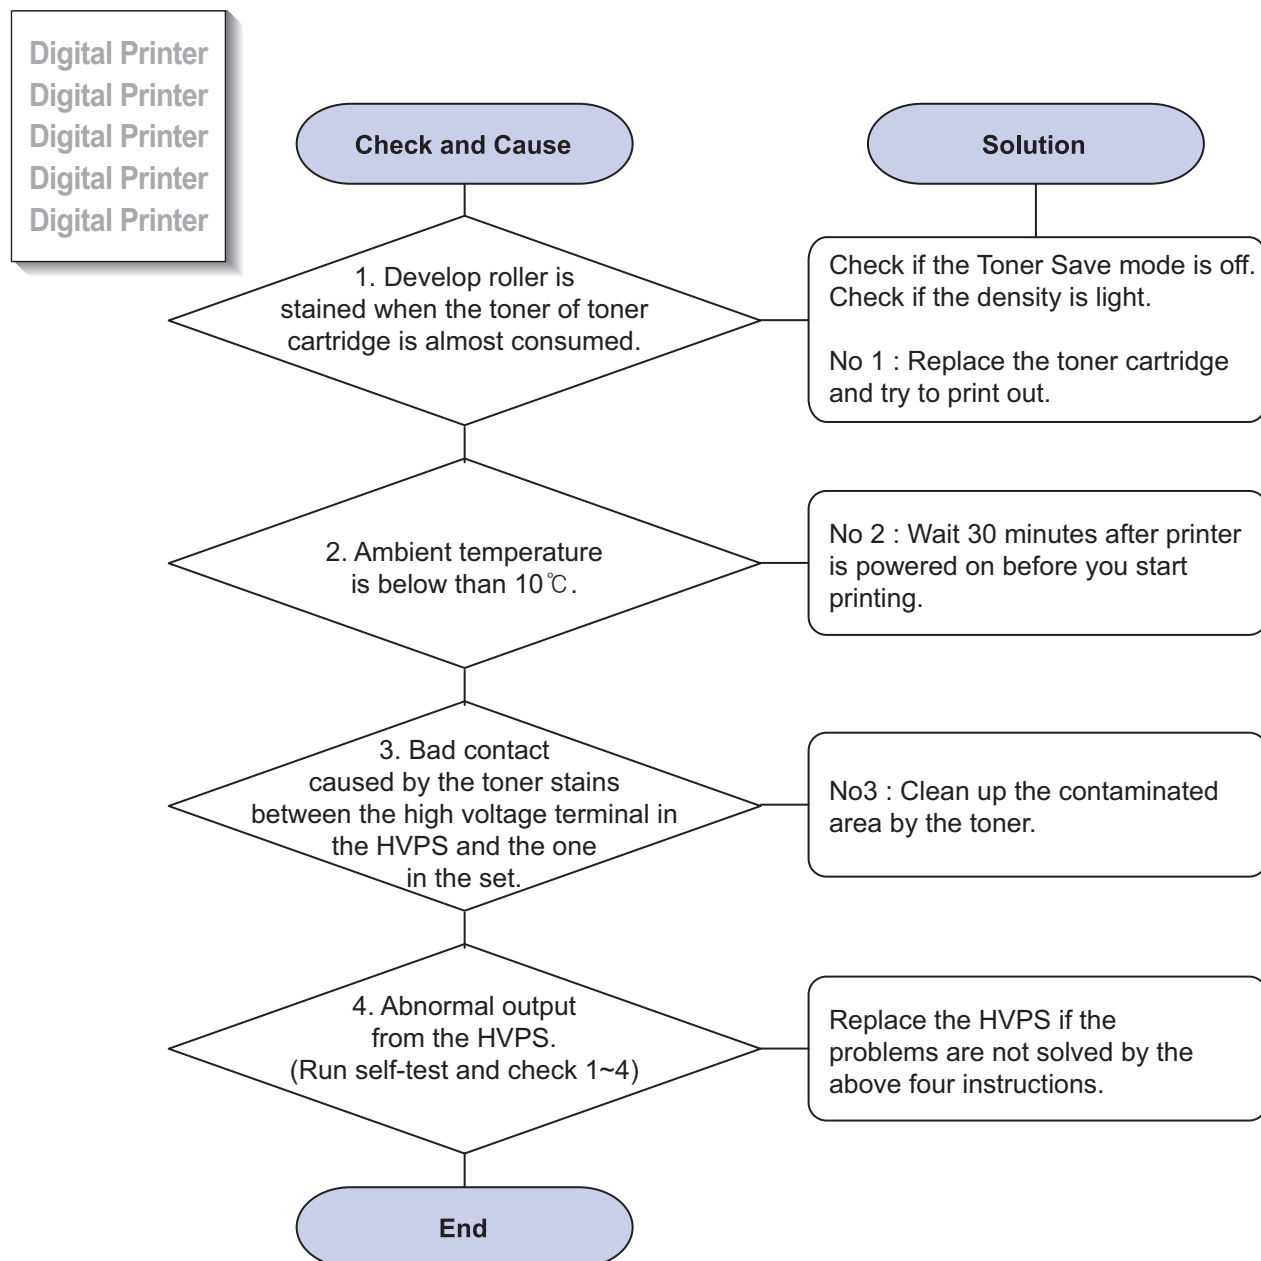 Digital Printer
Digital Printer
Digital Printer
Digital Printer
Digital Printer
Check and Cause
Solution
1. Develop roller is
stained when the toner of toner
cartridge is almost consumed.
Check if the Toner Save mode is off.
Check if the density is light.
No 1 : Replace the toner cartridge
and try to print out.
2. Ambient temperature
is below than 10℃.
No 2 : Wait 30 minutes after printer
is powered on before you start
printing.
3. Bad contact
caused by the toner stains
between the high voltage terminal in
the HVPS and the one
in the set.
No3 : Clean up the contaminated
area by the toner.
4. Abnormal output
from the HVPS.
(Run self-test and check 1~4)
Replace the HVPS if the
problems are not solved by the
above four instructions.
End